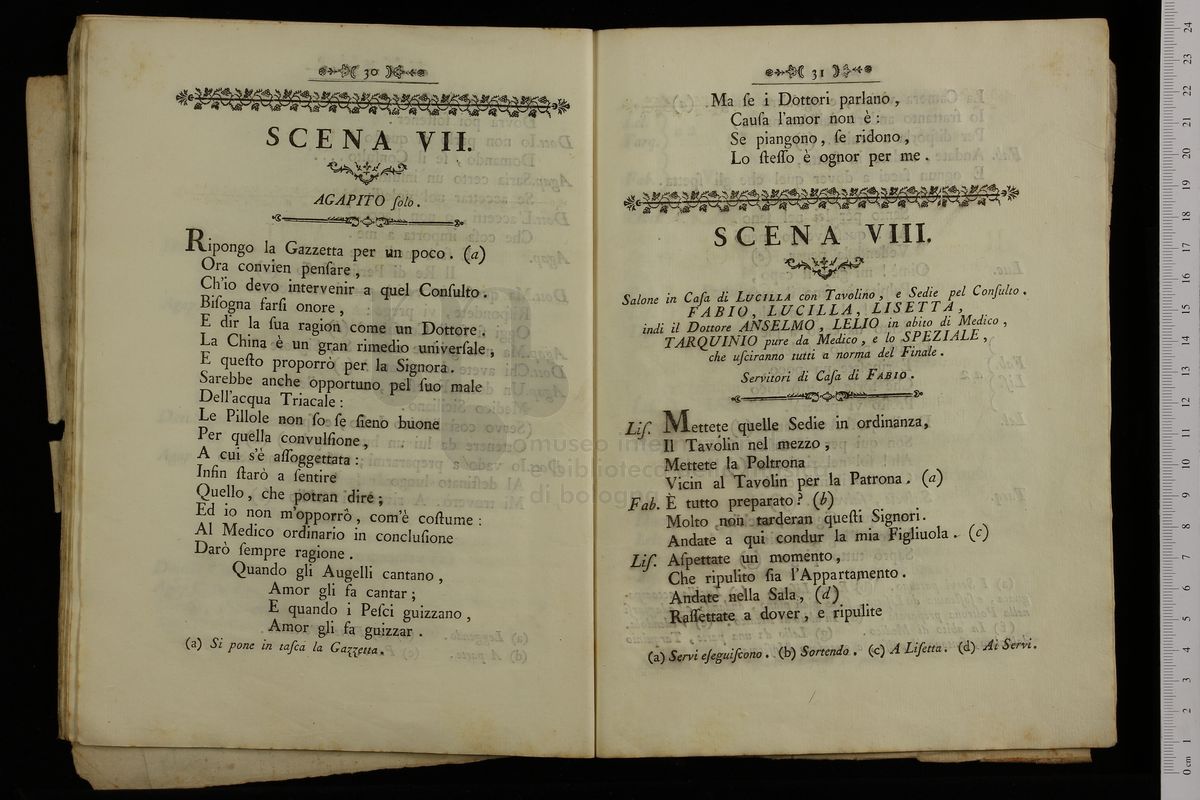 30
SCENA VII.
AGAPITO ſolo.
Ripongo la Gazzetta per un poco. (a)
Ora convien penſare,
Ch'io devo intervenir a quel Conſulto.
Biſogna farſi onore,
E dir la ſua ragion come un Dottore.
La China è un gran rimedio univerſale,
E queſto proporrò per la Signora.
Sarebbe anche opportuno pel ſuo male
Dell'acqua Triacale:
Le Pillole non ſo ſe ſieno buone
Per quella convulſione,
A cui s'è aſſoggettata:
Infin ſtarò a ſentire
Quello, che potran dire;
Ed io non m'opporrò, com'è coſtume:
Al Medico ordinario in concluſione
Darò ſempre ragione.
Quando gli Augelli cantano,
Amor gli fa cantar;
E quando i Peſci guizzano,
Amor gli fa guizzar.
(a) Si pone in taſca la Gazzetta.
31
Ma ſe i Dottori parlano,
Cauſa l'amor non è:
Se piangono, ſe ridono,
Lo ſteſſo è ognor per me.
SCENA VIII.
Salone in Caſa di LUCILLA con Tavolino, e Sedie pel Conſulto.
FABIO, LUCILLA, LISETTA,
indi il Dottore ANSELMO, LELIO in abito di Medico,
TARQUINIO pure da Medico, e lo SPEZIALE,
che uſciranno tutti a norma del Finale.
Servitori di Caſa di FABIO.
Liſ. Mettete quelle Sedie in ordinanza,
Il Tavolin nel mezzo,
Mettete la Poltrona
Vicin al Tavolin per la Patrona. (a)
Fab. È tutto preparato? (b)
Molto non tarderan queſti Signori.
Andate a qui condur la mia Figliuola. (c)
Liſ. Aſpettate un momento,
Che ripulito ſia l'Appartamento.
Andate nella Sala, (d)
Raſſettate a dover, e ripulite
(a) Servi eſeguiſcono. (b) Sortendo. (c) A Liſetta. (d) Ai Servi.